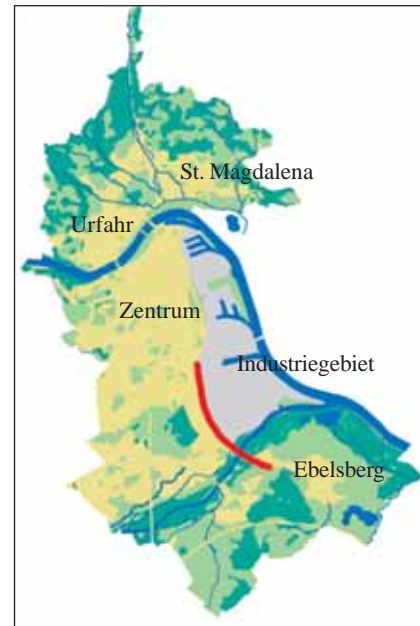 St. Magdalena
Urfahr
Zentrum
Industriegebiet
Ebelsberg